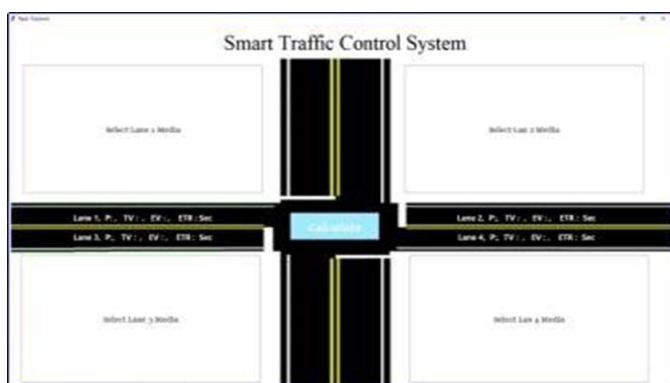 Smart Traffic Control System
Select Lane 1 Media
Select Lan 2 Media
Lane 1, P:, TV:, EV:, ETR: Sec
Lane 2, P:, TV:, EV:, ETR: Sec
Calculate
Lane 3, P:, TV:, EV:, ETR: Sec
Lane 4, P:, TV:, EV:, ETR: Sec
Select Lane 3 Media
Select Lan 4 Media